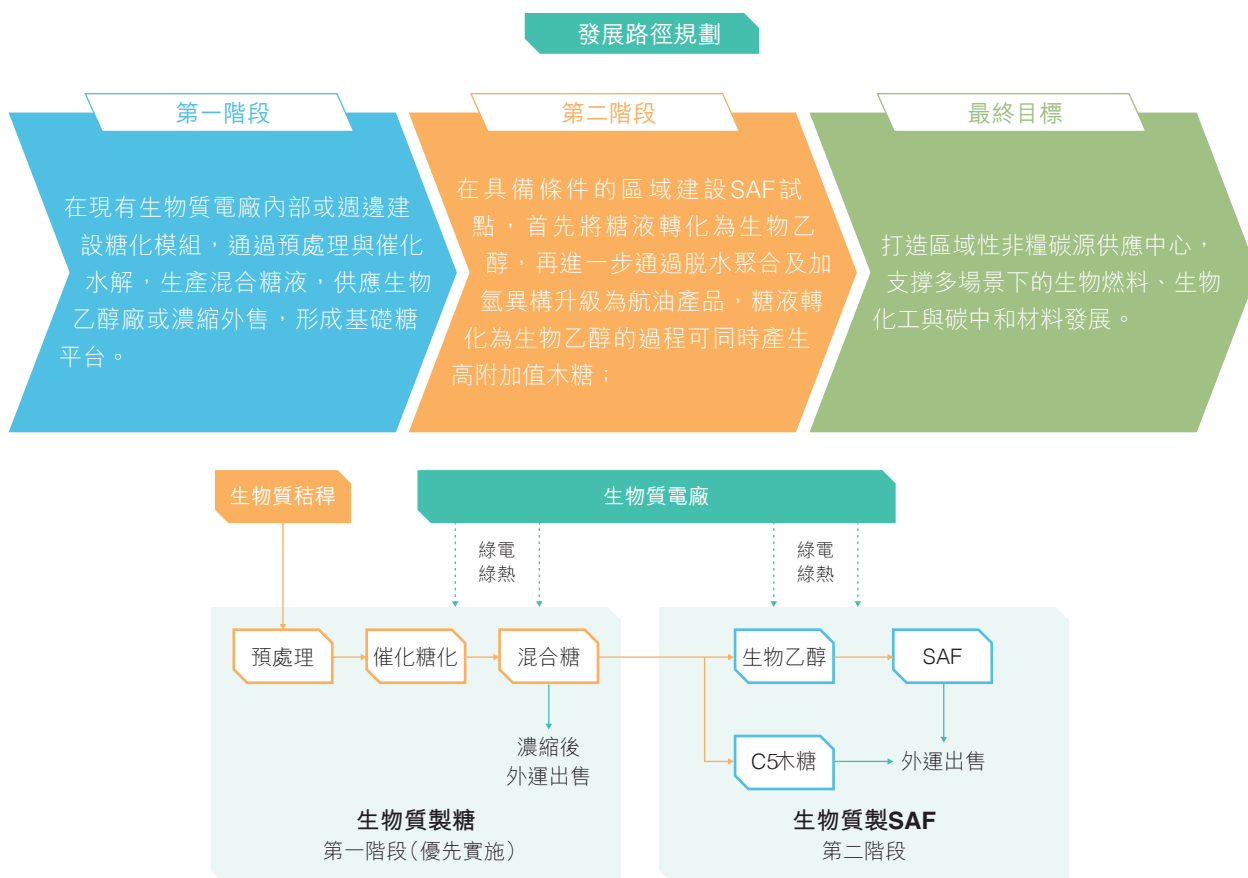 發展路徑規劃
第一階段
在現有生物質電廠內部或週邊建
設糖化模組，通過預處理與催化
水解，生產混合糖液，供應生物
乙醇廠或濃縮外售，形成基礎糖
平台。
第二階段
在具備條件的區域建設SAF試
點，首先將糖液轉化為生物乙
醇，再進一步通過脱水聚合及加
氫異構升級為航油產品，糖液轉
化為生物乙醇的過程可同時產生
高附加值木糖；
最終目標
打造區域性非糧碳源供應中心，
支撐多場景下的生物燃料、生物
化工與碳中和材料發展。
生物質秸稈
生物質電廠
綠電
綠熱
綠電
綠熱
預處理
催化糖化
混合糖
生物乙醇
SAF
濃縮後
外運出售
C5木糖
外運出售
生物質製糖
第一階段（優先實施）
生物質製SAF
第二階段